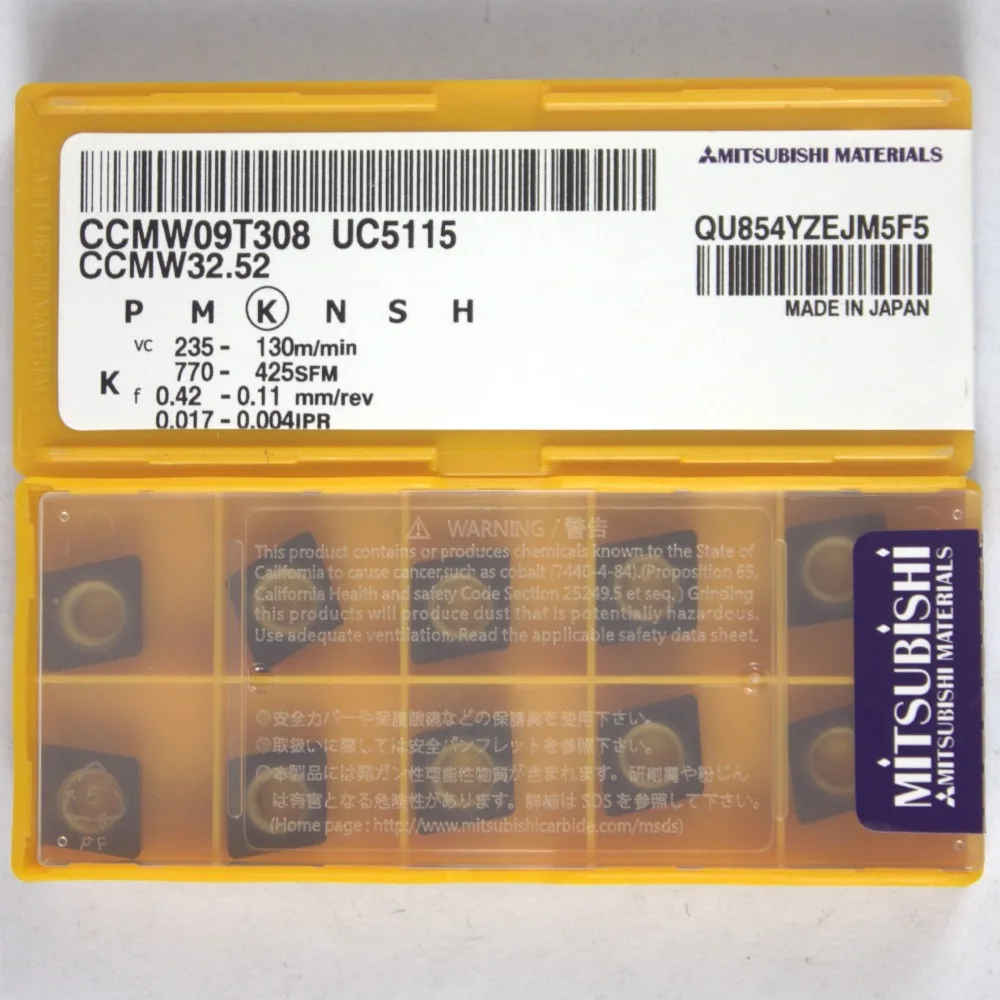 MITSUBISHI MATERIALS
CCMW09T308 UC5115
CCMW32.52
QU854YZEJM5F5
MADE IN JAPAN
P M K N S H
K
vc 235 - 130m/min
770 - 425SFM
f 0.42 - 0.11 mm/rev
0.017 - 0.004IPR
WARNING / 警告
This product contains or produces chemicals known to the State of
California to cause cancer,such as cobalt (7440-4-84).(Proposition 65,
California Health and safety Code Section 25249.5 et seq.) Grinding
this products will produce dust that is potentially hazardous.
Use adequate ventilation. Read the applicable safety data sheet.
◎安全カバーや保護眼鏡などの保護具を使用下さい。
◎取扱いに際しては安全パンフレットを参照下さい。
◎本製品には発ガン性可能性物質が含まれます。研削屑や粉じん
は有害となる危険性があります。詳細は SDS を参照して下さい。
(Home page : http://www.mitsubishicarbide.com/msds)
MiTSUBiSHi
MITSUBISHI MATERIALS
5